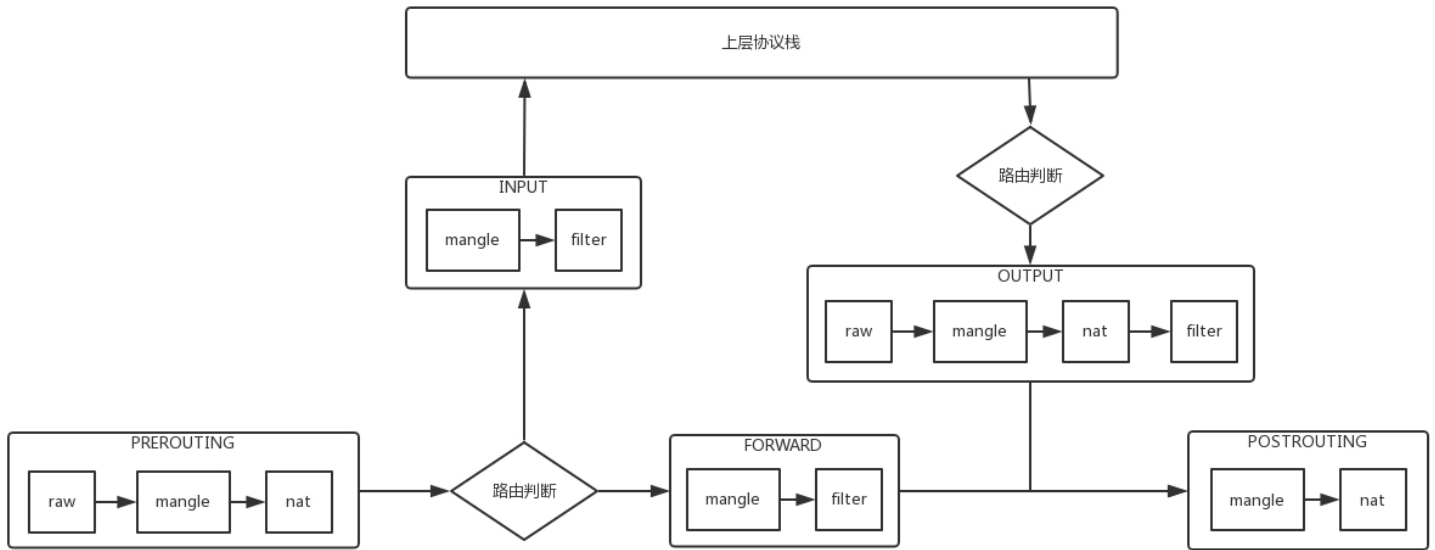 上层协议栈
路由判断
INPUT
mangle
filter
OUTPUT
raw
mangle
nat
filter
PREROUTING
raw
mangle
nat
路由判断
FORWARD
mangle
filter
POSTROUTING
mangle
nat